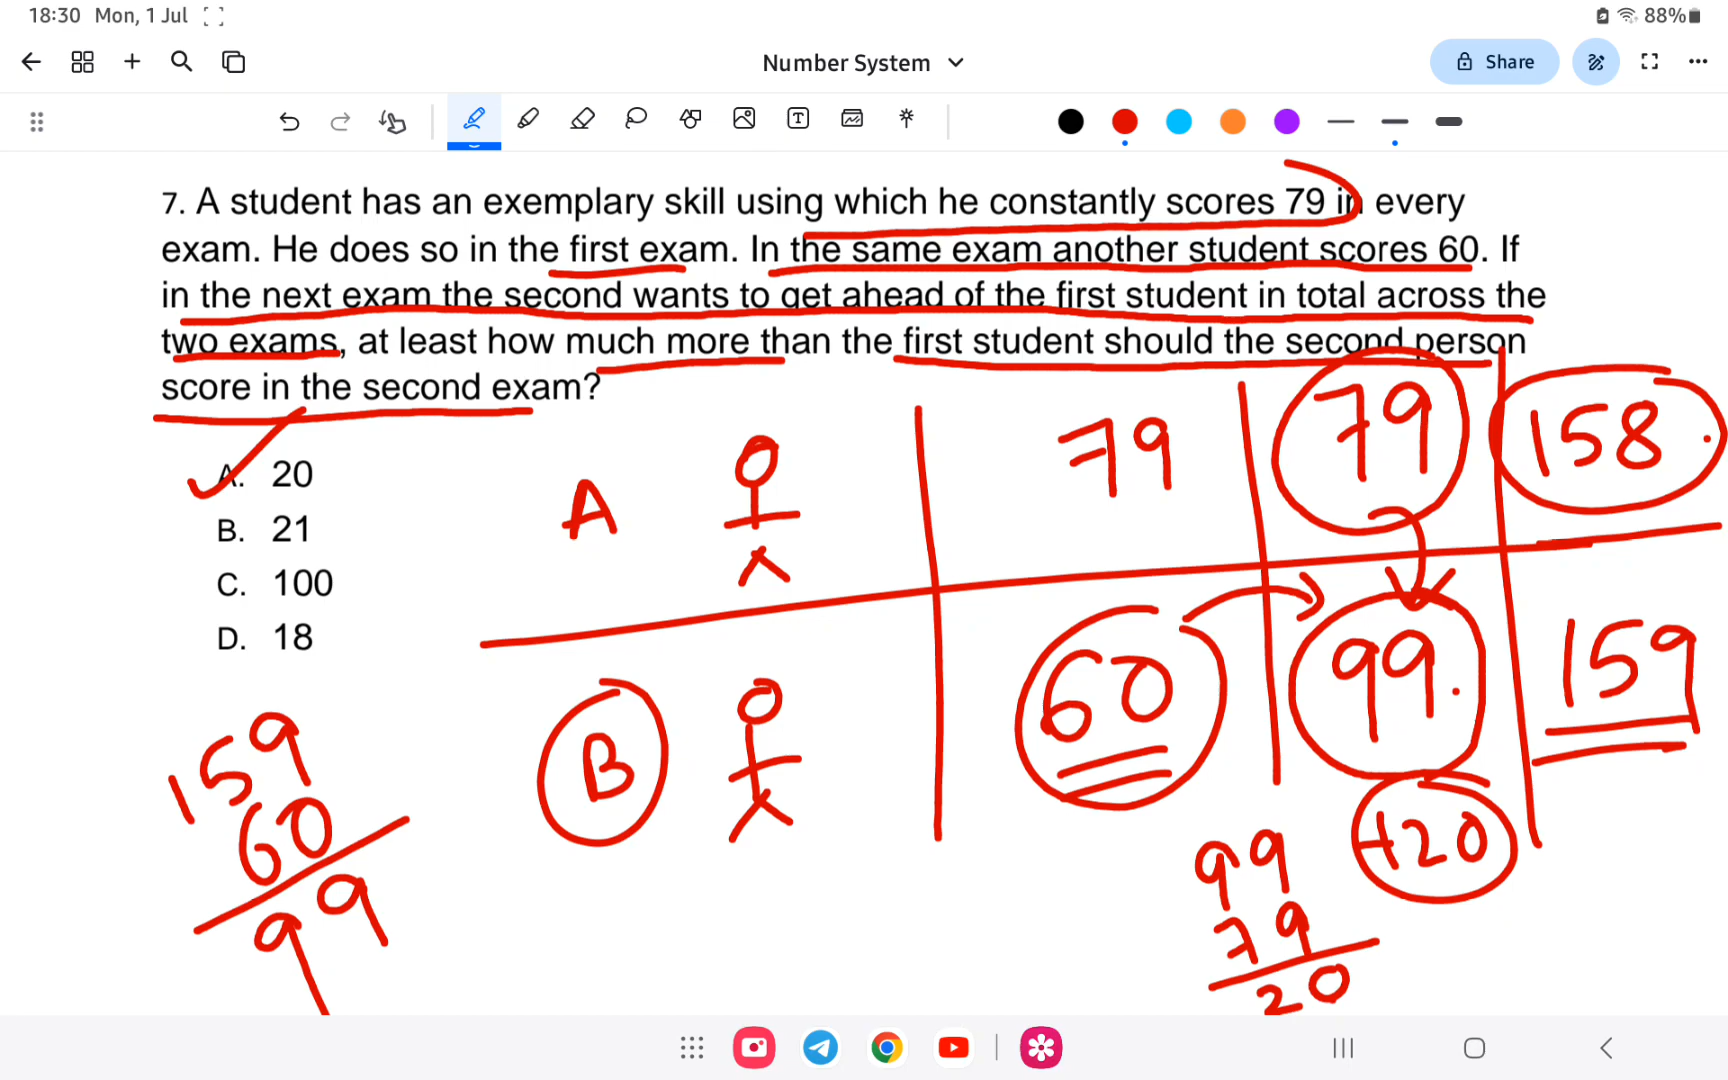 18:30 Mon, 1 Jul
88%
Number System
Share
7. A student has an exemplary skill using which he constantly scores 79 in every
exam. He does so in the first exam. In the same exam another student scores 60. If
in the next exam the second wants to get ahead of the first student in total across the
two exams, at least how much more than the first student should the second person
score in the second exam?
A. 20
B. 21
C. 100
D. 18
A 79 79 158
B 60 99 159
+20
159
60
99
99
79
20